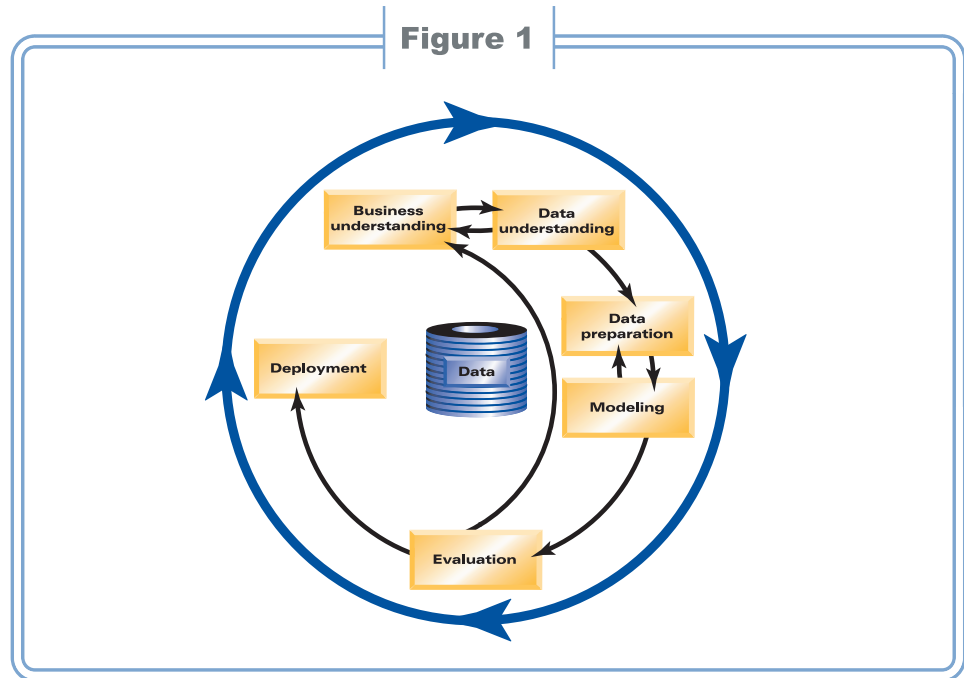 Figure 1
Business
understanding
Data
understanding
Data
preparation
Modeling
Evaluation
Deployment
Data